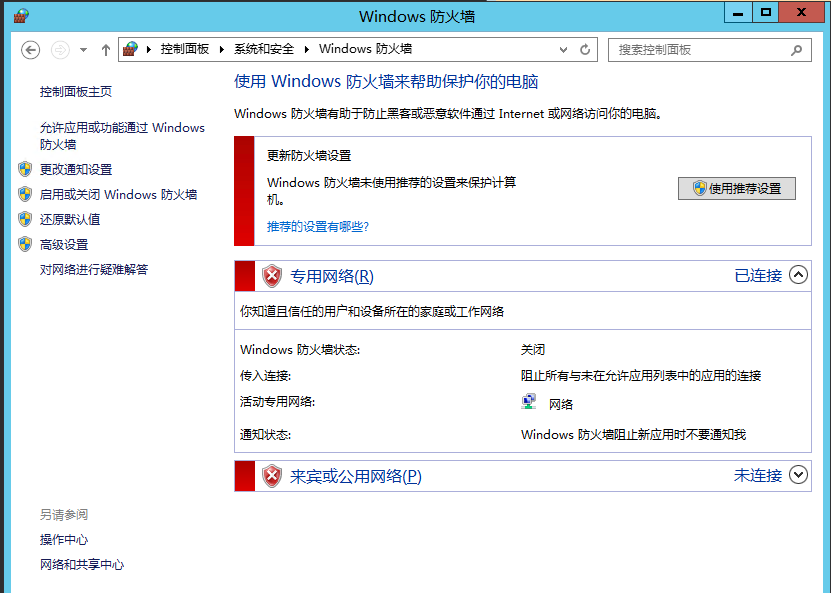 Windows 防火墙
控制面板 系统和安全 Windows 防火墙
搜索控制面板
控制面板主页
允许应用或功能通过 Windows
防火墙
更改通知设置
启用或关闭 Windows 防火墙
还原默认值
高级设置
对网络进行疑难解答
使用 Windows 防火墙来帮助保护你的电脑
Windows 防火墙有助于防止黑客或恶意软件通过 Internet 或网络访问你的电脑。
更新防火墙设置
Windows 防火墙未使用推荐的设置来保护计算
机。
推荐的设置有哪些?
使用推荐设置
专用网络(R) 已连接
你知道且信任的用户和设备所在的家庭或工作网络
Windows 防火墙状态: 关闭
传入连接: 阻止所有与未在允许应用列表中的应用的连接
活动专用网络: 网络
通知状态: Windows 防火墙阻止新应用时不要通知我
来宾或公用网络(P) 未连接
另请参阅
操作中心
网络和共享中心